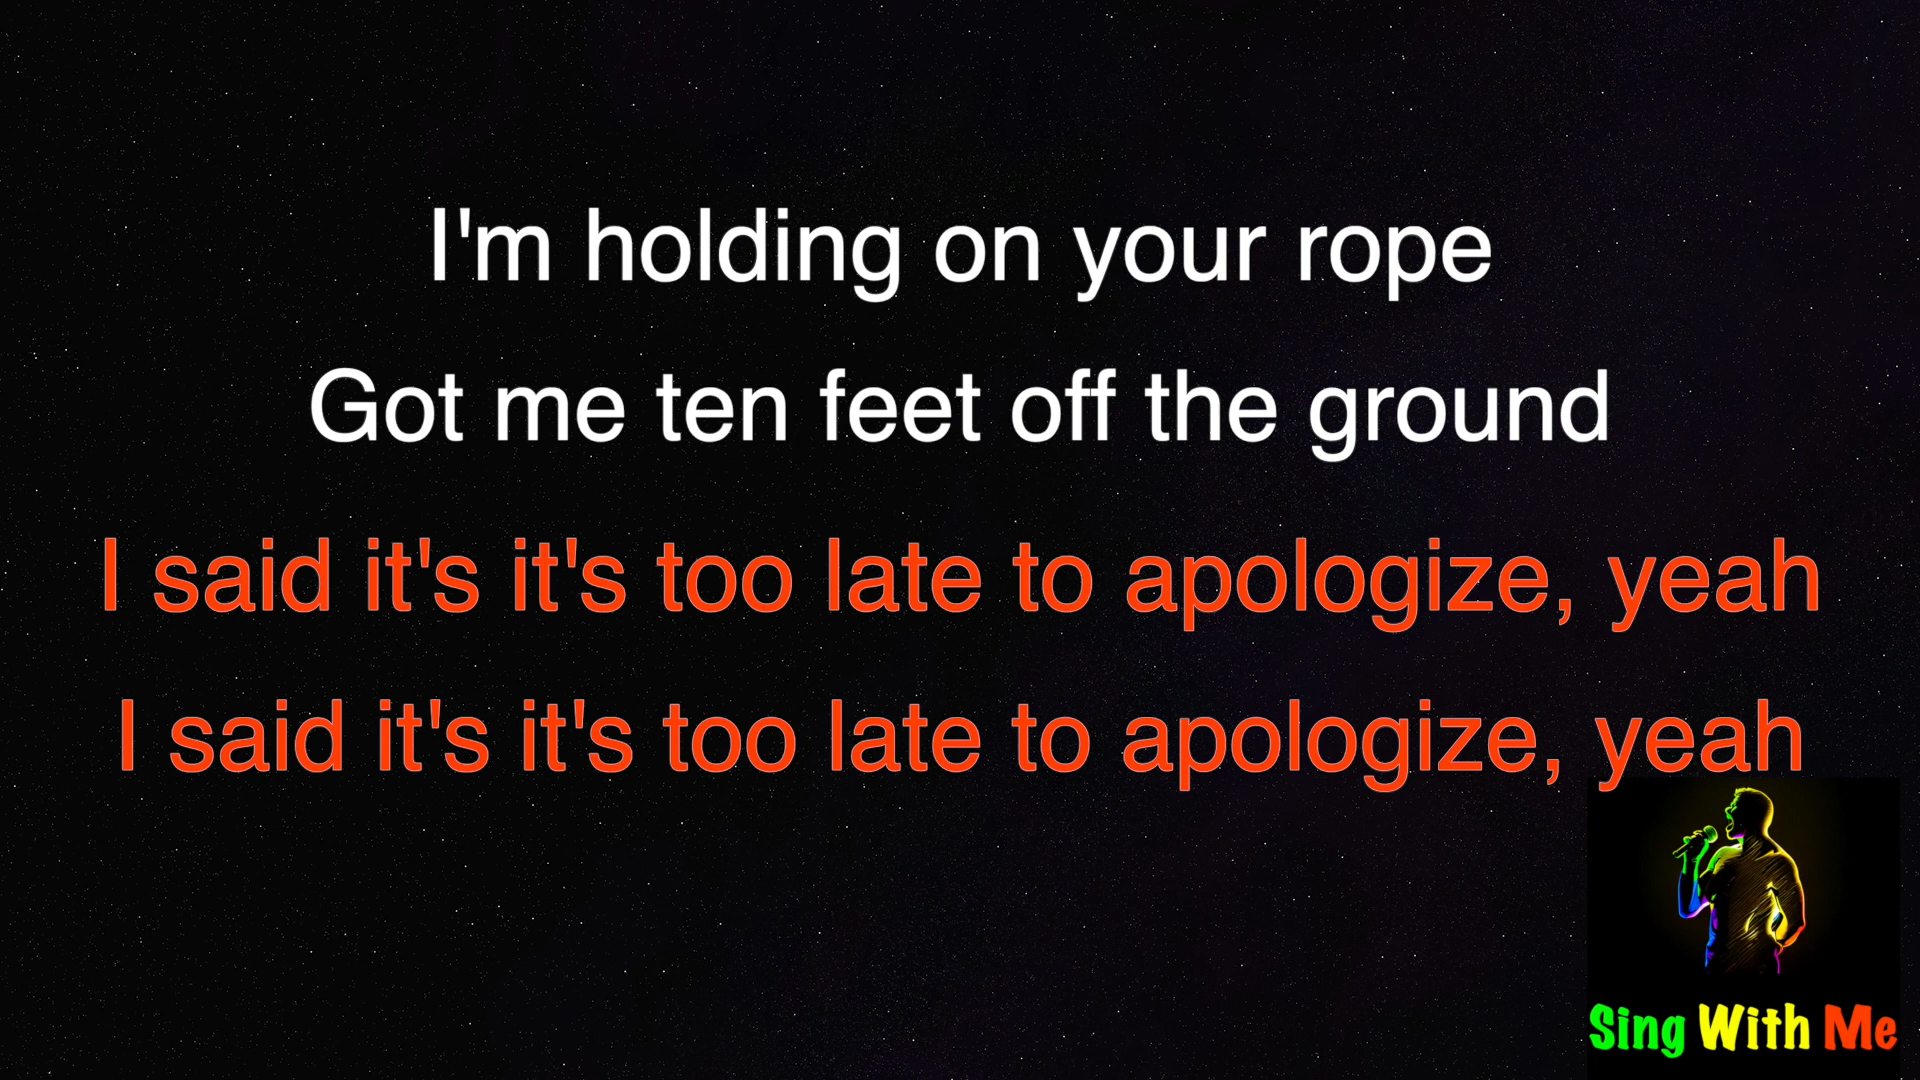 I'm holding on your rope
Got me ten feet off the ground
I said it's it's too late to apologize, yeah
I said it's it's too late to apologize, yeah
Sing With Me